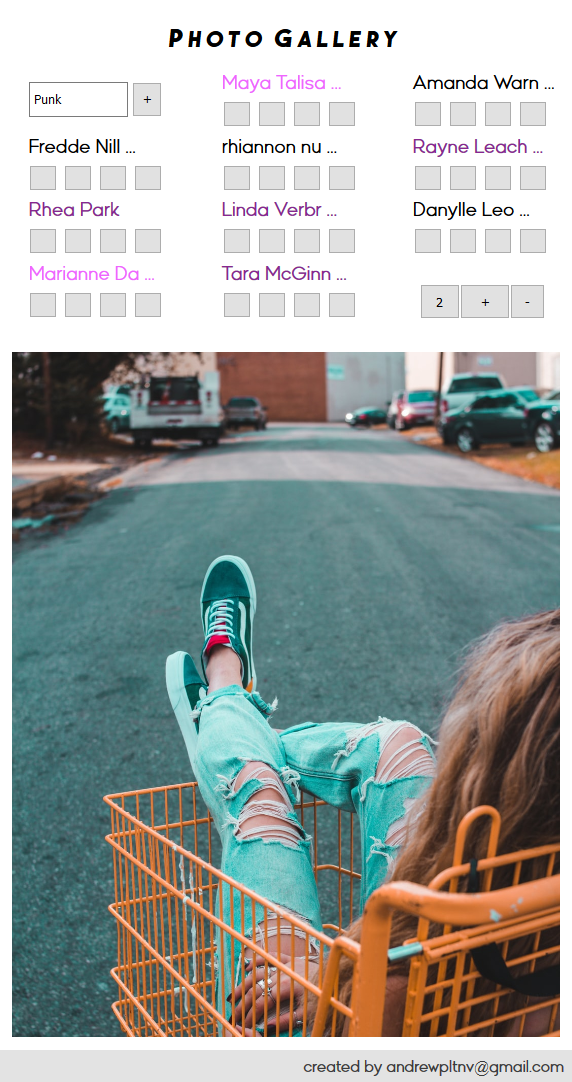 PHOTO GALLERY
Punk +
Maya Talisa ...
Amanda Warn ...
Fredde Nill ...
rhiannon nu ...
Rayne Leach ...
Rhea Park
Linda Verbr ...
Danylle Leo ...
Marianne Da ...
Tara McGinn ...
2 + -
created by andrewpltnv@gmail.com